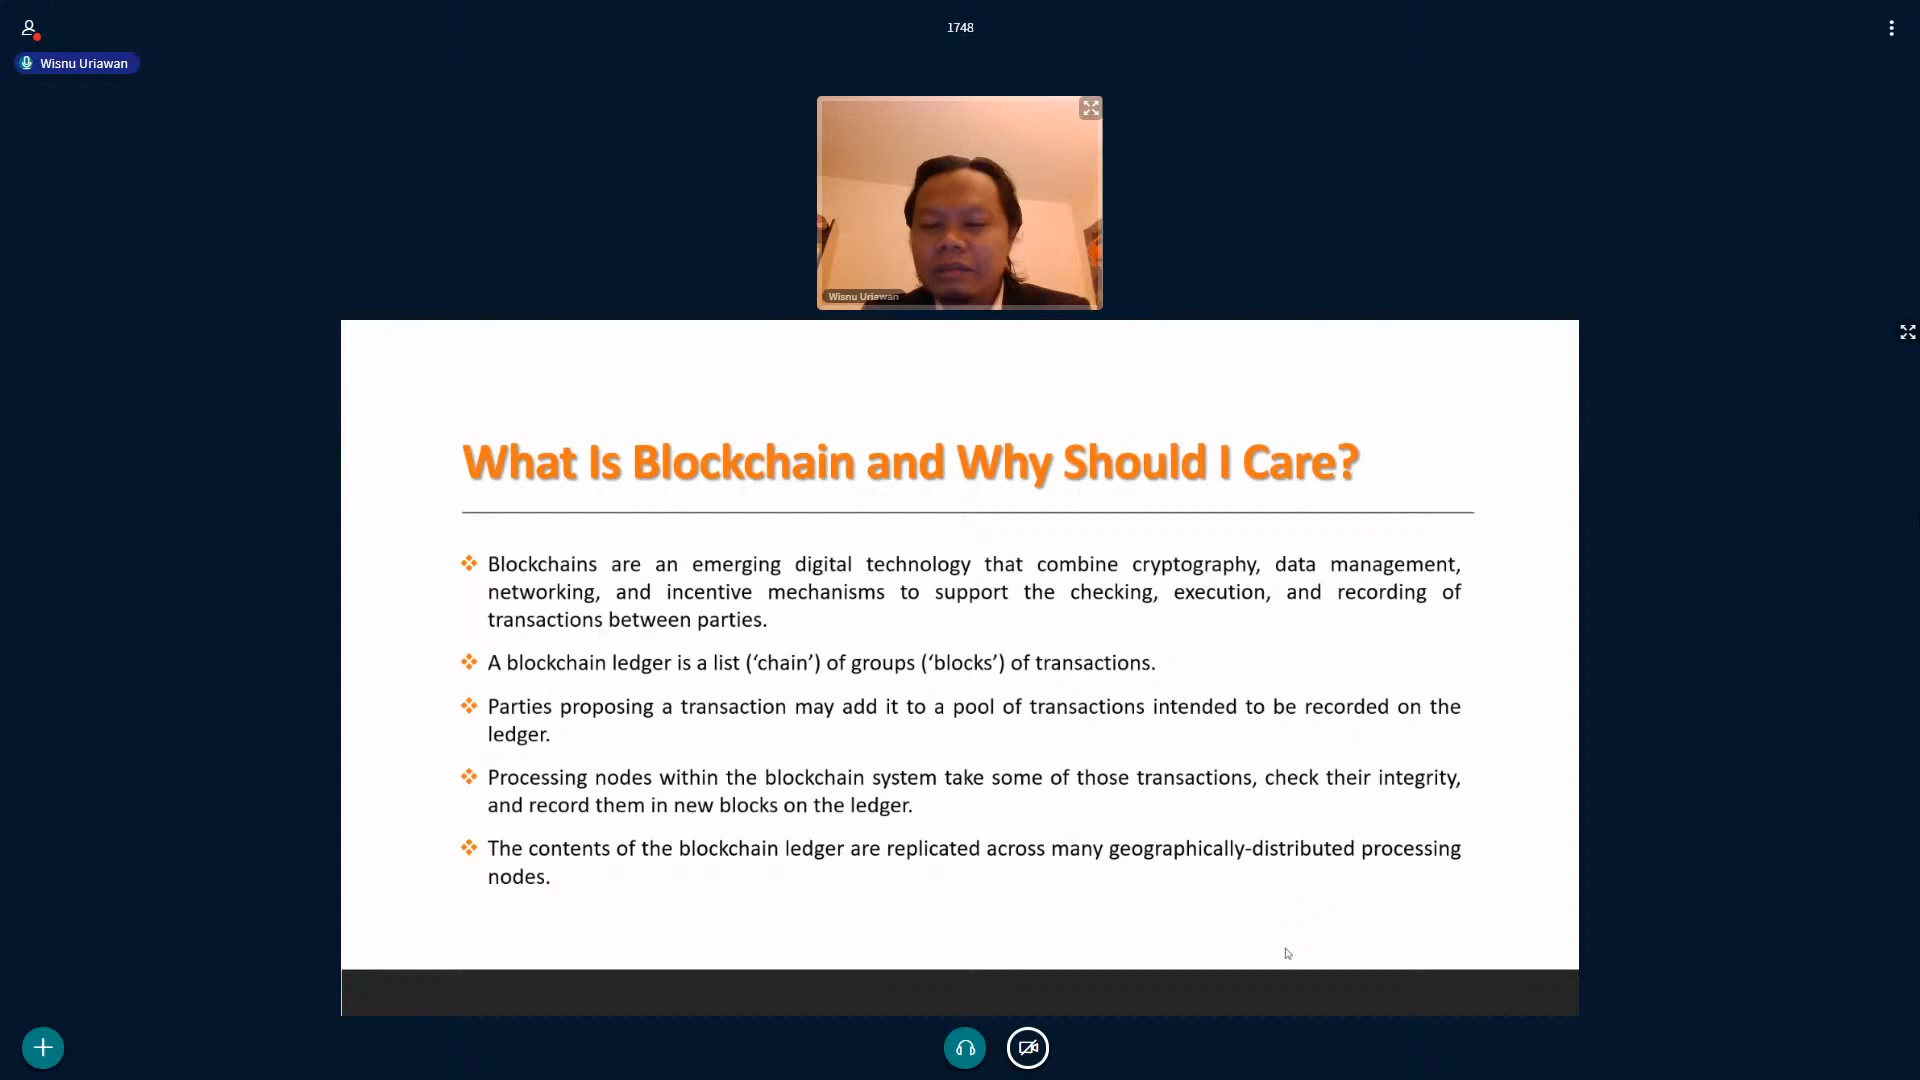 1748
Wisnu Uriawan
Wisnu Uriawan
What Is Blockchain and Why Should I Care?
Blockchains are an emerging digital technology that combine cryptography, data management,
networking, and incentive mechanisms to support the checking, execution, and recording of
transactions between parties.
A blockchain ledger is a list (‘chain’) of groups (‘blocks’) of transactions.
Parties proposing a transaction may add it to a pool of transactions intended to be recorded on the
ledger.
Processing nodes within the blockchain system take some of those transactions, check their integrity,
and record them in new blocks on the ledger.
The contents of the blockchain ledger are replicated across many geographically-distributed processing
nodes.